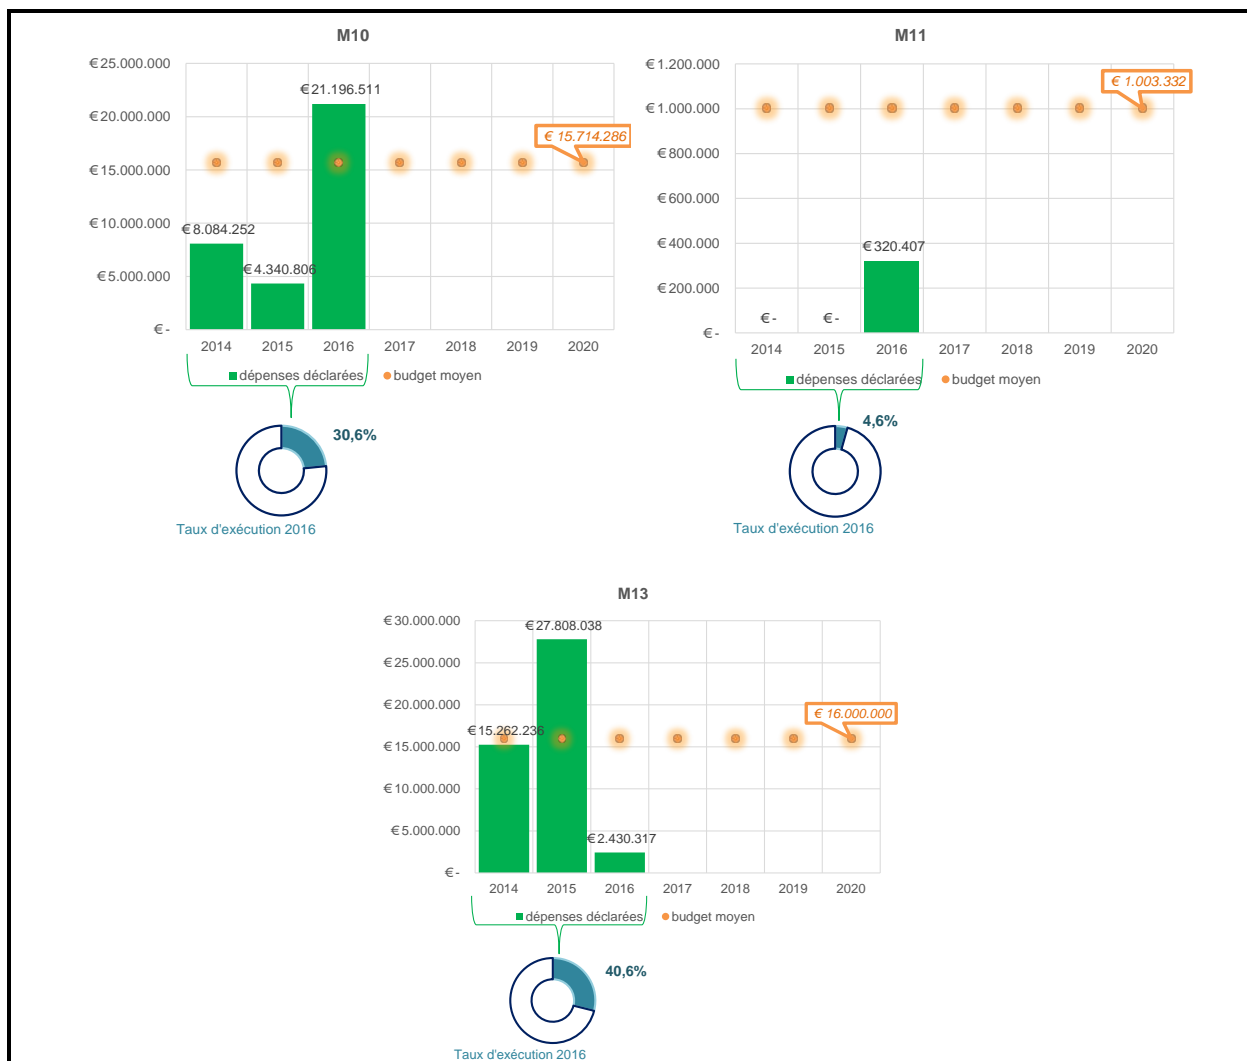 M10
€ 25.000.000
€ 20.000.000
€ 15.000.000
€ 10.000.000
€ 5.000.000
€ -
€ 8.084.252
€ 4.340.806
€ 21.196.511
€ 15.714.286
2014 2015 2016 2017 2018 2019 2020
dépenses déclarées budget moyen
30,6%
Taux d'exécution 2016
M11
€ 1.200.000
€ 1.000.000
€ 800.000
€ 600.000
€ 400.000
€ 200.000
€ -
€ -
€ -
€ 320.407
€ 1.003.332
2014 2015 2016 2017 2018 2019 2020
dépenses déclarées budget moyen
4,6%
Taux d'exécution 2016
M13
€ 30.000.000
€ 25.000.000
€ 20.000.000
€ 15.000.000
€ 10.000.000
€ 5.000.000
€ -
€ 15.262.236
€ 27.808.038
€ 2.430.317
€ 16.000.000
2014 2015 2016 2017 2018 2019 2020
dépenses déclarées budget moyen
40,6%
Taux d'exécution 2016